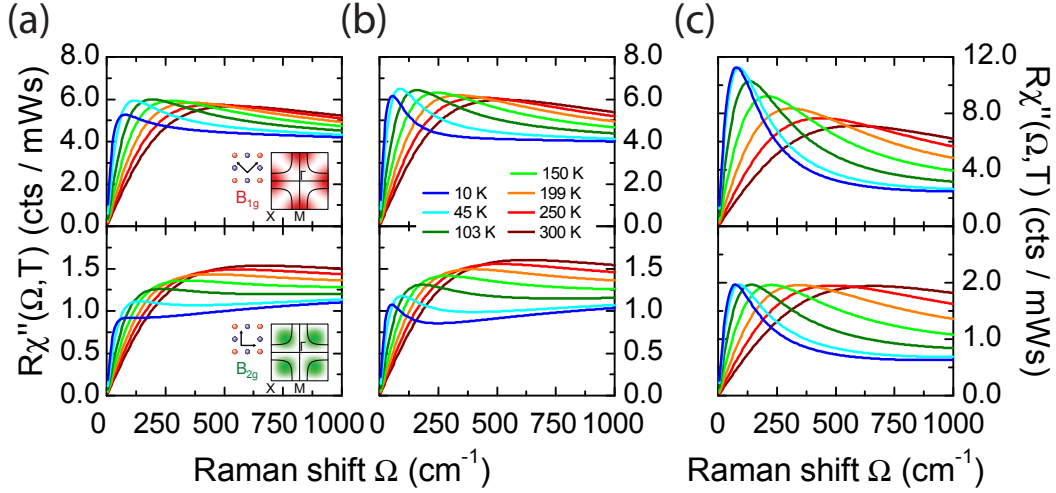 (a)
(b)
(c)
Rχ''(Ω,T) (cts / mWs)
8.0
6.0
4.0
2.0
0.0
1.5
1.0
0.5
0.0
B1g
Γ
X M
B2g
Γ
X M
0 250 500 750 1000
8.0
6.0
4.0
2.0
0.0
10 K
45 K
103 K
150 K
199 K
250 K
300 K
1.5
1.0
0.5
0.0
0 250 500 750 1000
Raman shift Ω (cm-1)
12.0
8.0
4.0
0.0
3.0
2.0
1.0
0.0
Rχ''(Ω,T) (cts / mWs)
0 250 500 750 1000
Raman shift Ω (cm-1)